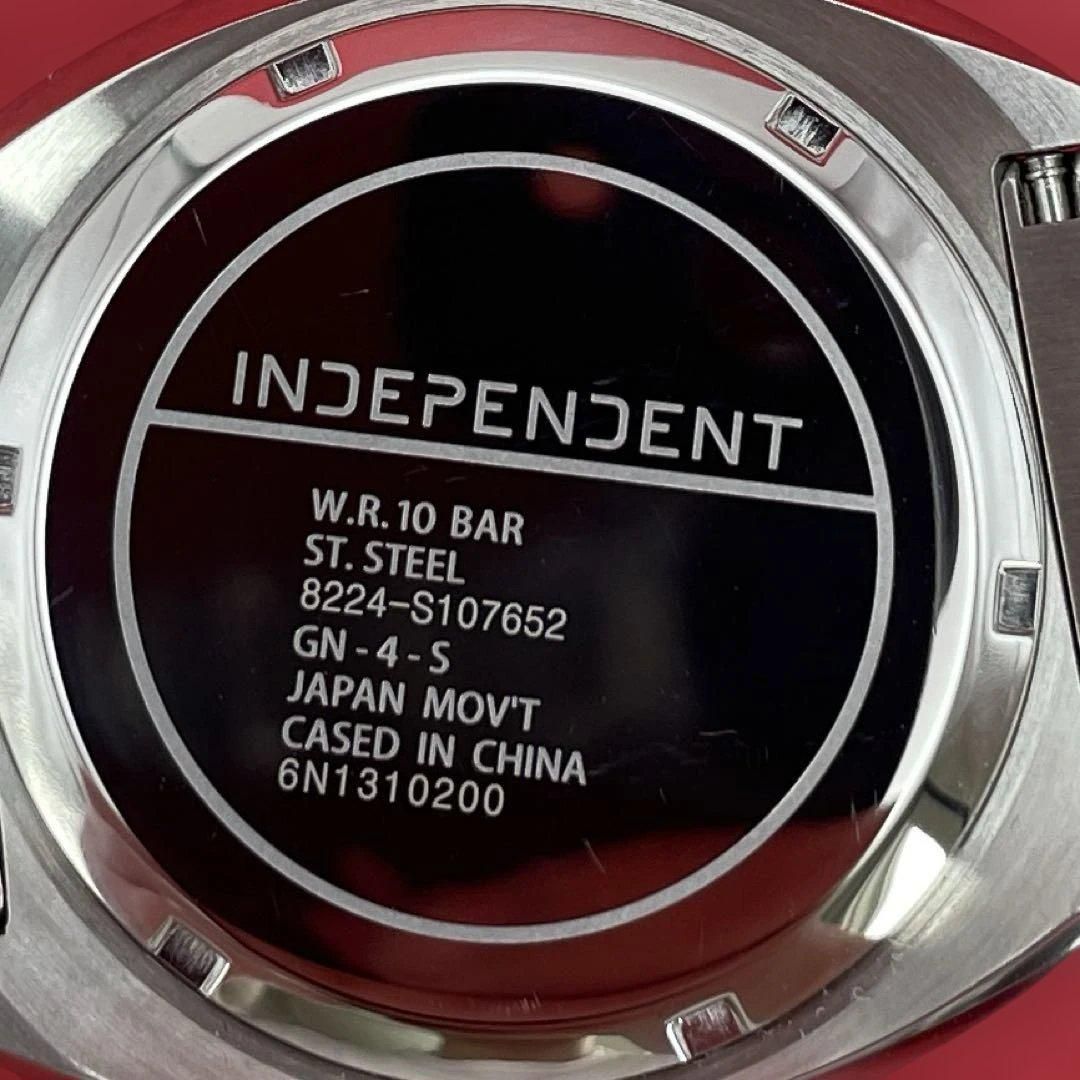 INDEPENDENT
W.R. 10 BAR
ST. STEEL
8224-S107652
GN-4-S
JAPAN MOV'T
CASED IN CHINA
6N1310200